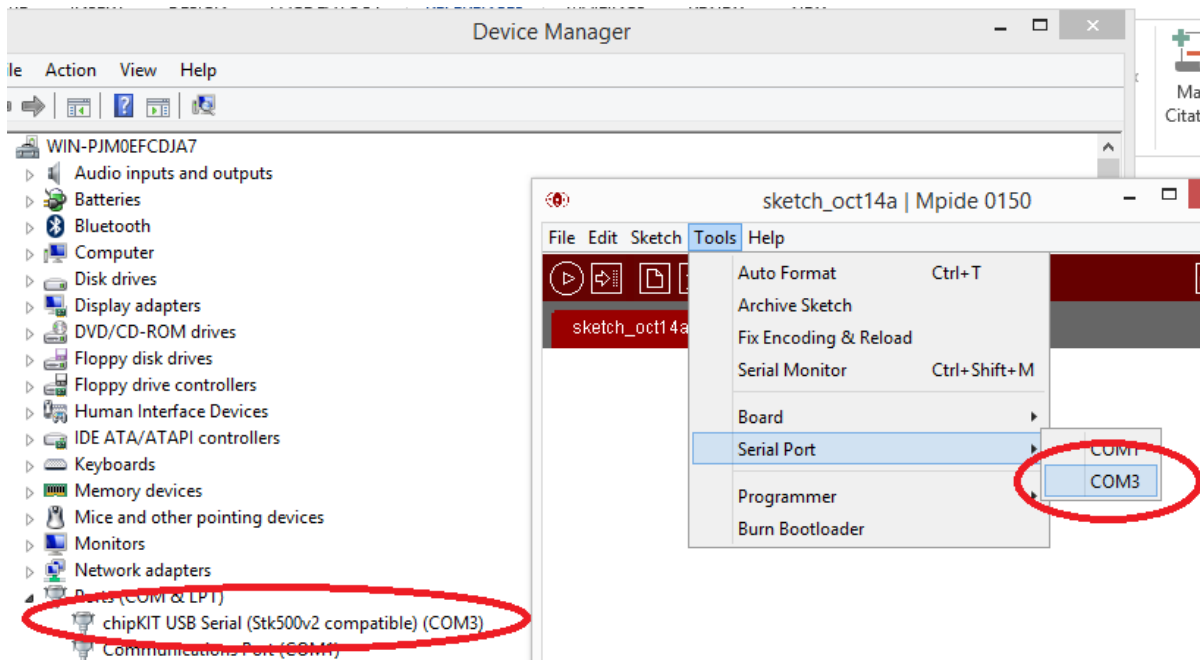 Device Manager
Action View Help
WIN-PJM0EFCDJA7
Audio inputs and outputs
Batteries
Bluetooth
Computer
Disk drives
Display adapters
DVD/CD-ROM drives
Floppy disk drives
Floppy drive controllers
Human Interface Devices
IDE ATA/ATAPI controllers
Keyboards
Memory devices
Mice and other pointing devices
Monitors
Network adapters
Ports (COM & LPT)
chipKIT USB Serial (Stk500v2 compatible) (COM3)
Communications Port (COM1)
Ma
Citat
sketch_oct14a | Mpide 0150
File Edit Sketch Tools Help
sketch_oct14a
Auto Format Ctrl+T
Archive Sketch
Fix Encoding & Reload
Serial Monitor Ctrl+Shift+M
Board
Serial Port
Programmer
Burn Bootloader
COM1
COM3